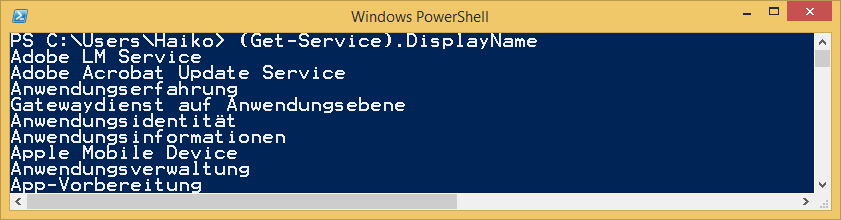 Windows PowerShell
PS C:\Users\Haiko> (Get-Service).DisplayName
Adobe LM Service
Adobe Acrobat Update Service
Anwendungserfahrung
Gatewaydienst auf Anwendungsebene
Anwendungsidentität
Anwendungsinformationen
Apple Mobile Device
Anwendungsverwaltung
App-Vorbereitung